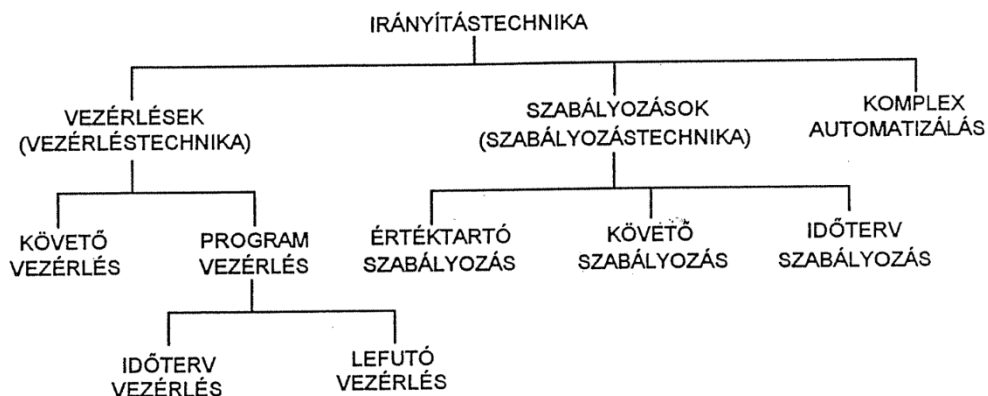 IRÁNYÍTÁSTECHNIKA
VEZÉRLÉSEK
(VEZÉRLÉSTECHNIKA)
SZABÁLYOZÁSOK
(SZABÁLYOZÁSTECHNIKA)
KOMPLEX
AUTOMATIZÁLÁS
KÖVETŐ
VEZÉRLÉS
PROGRAM
VEZÉRLÉS
ÉRTÉKTARTÓ
SZABÁLYOZÁS
KÖVETŐ
SZABÁLYOZÁS
IDŐTERV
SZABÁLYOZÁS
IDŐTERV
VEZÉRLÉS
LEFUTÓ
VEZÉRLÉS